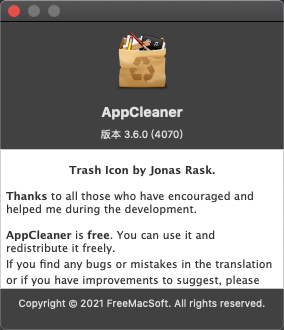 AppCleaner
版本 3.6.0 (4070)
Trash Icon by Jonas Rask.
Thanks to all those who have encouraged and
helped me during the development.
AppCleaner is free. You can use it and
redistribute it freely.
If you find any bugs or mistakes in the translation
or if you have improvements to suggest, please
Copyright © 2021 FreeMacSoft. All rights reserved.